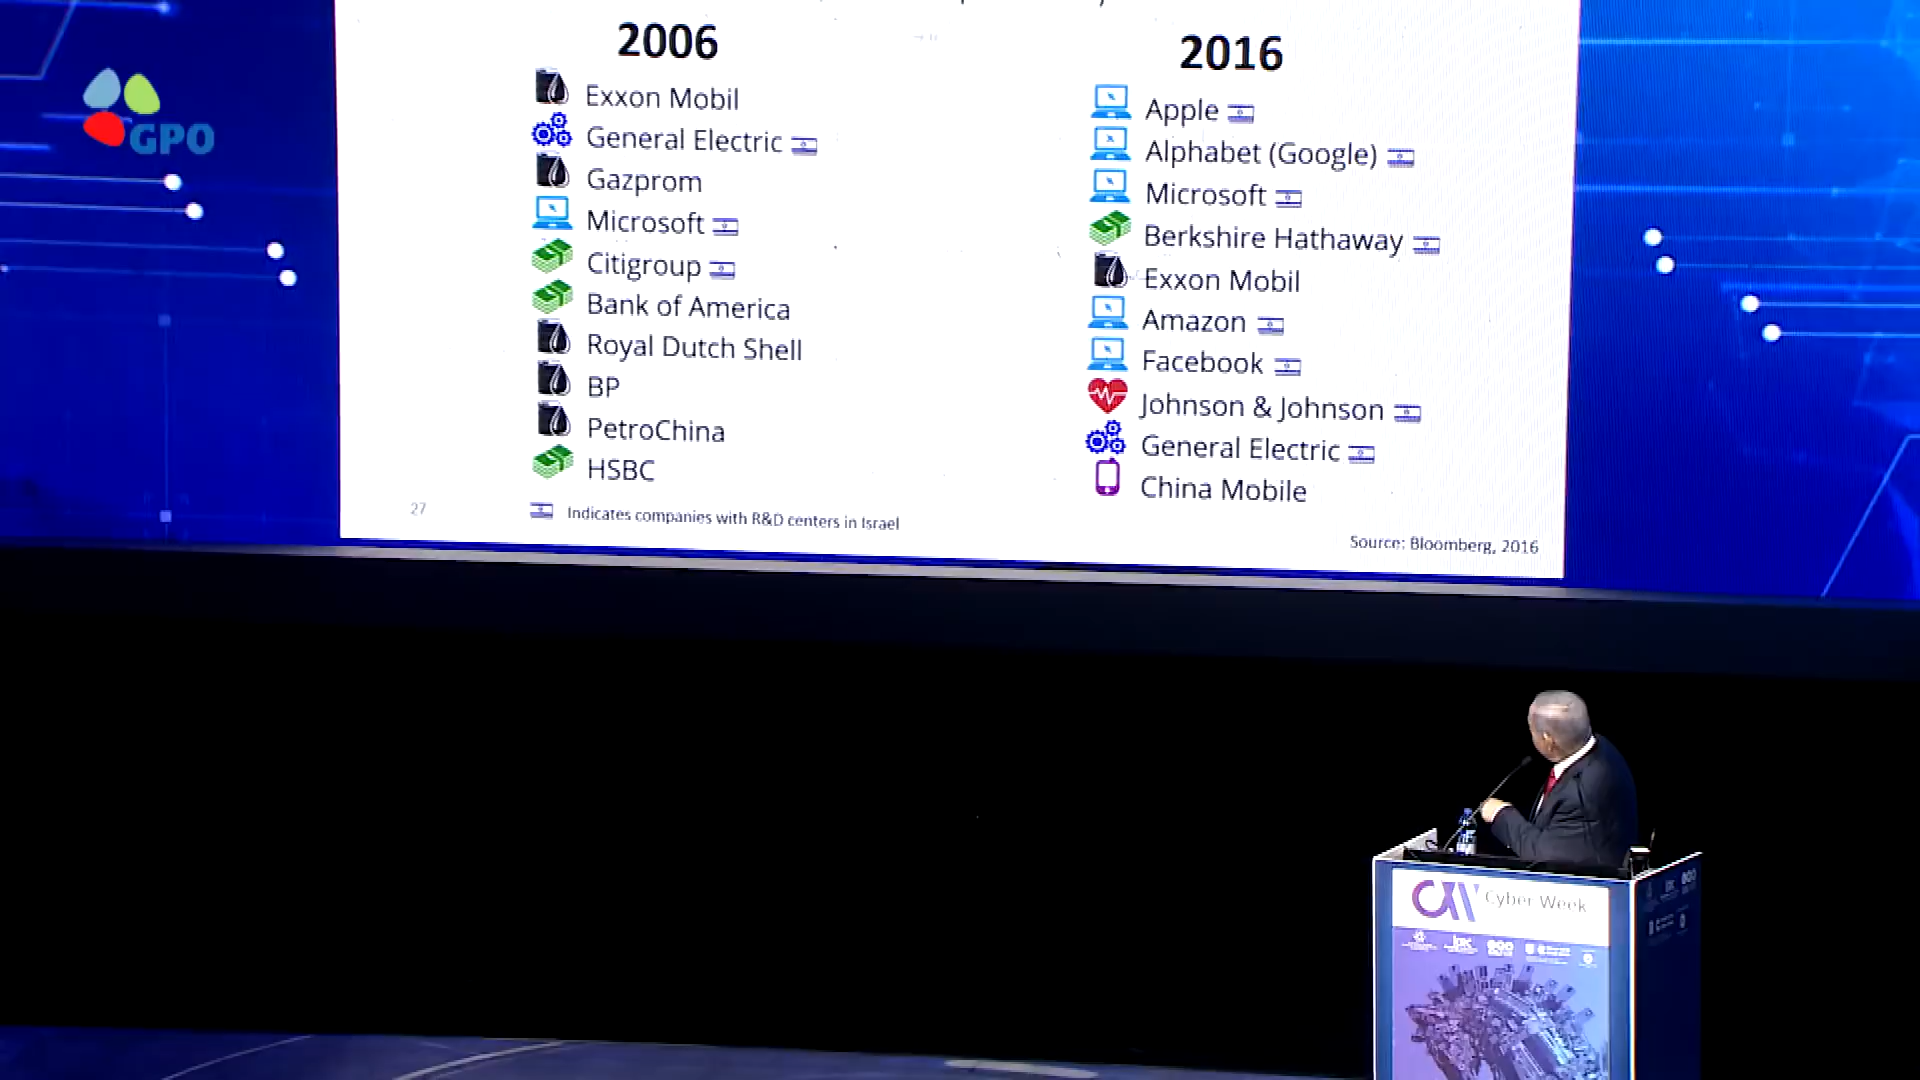 GPO
2006
Exxon Mobil
General Electric
Gazprom
Microsoft
Citigroup
Bank of America
Royal Dutch Shell
BP
PetroChina
HSBC
2016
Apple
Alphabet (Google)
Microsoft
Berkshire Hathaway
Exxon Mobil
Amazon
Facebook
Johnson & Johnson
General Electric
China Mobile
27
Indicates companies with R&D centers in Israel
Source: Bloomberg, 2016
CW Cyber Week